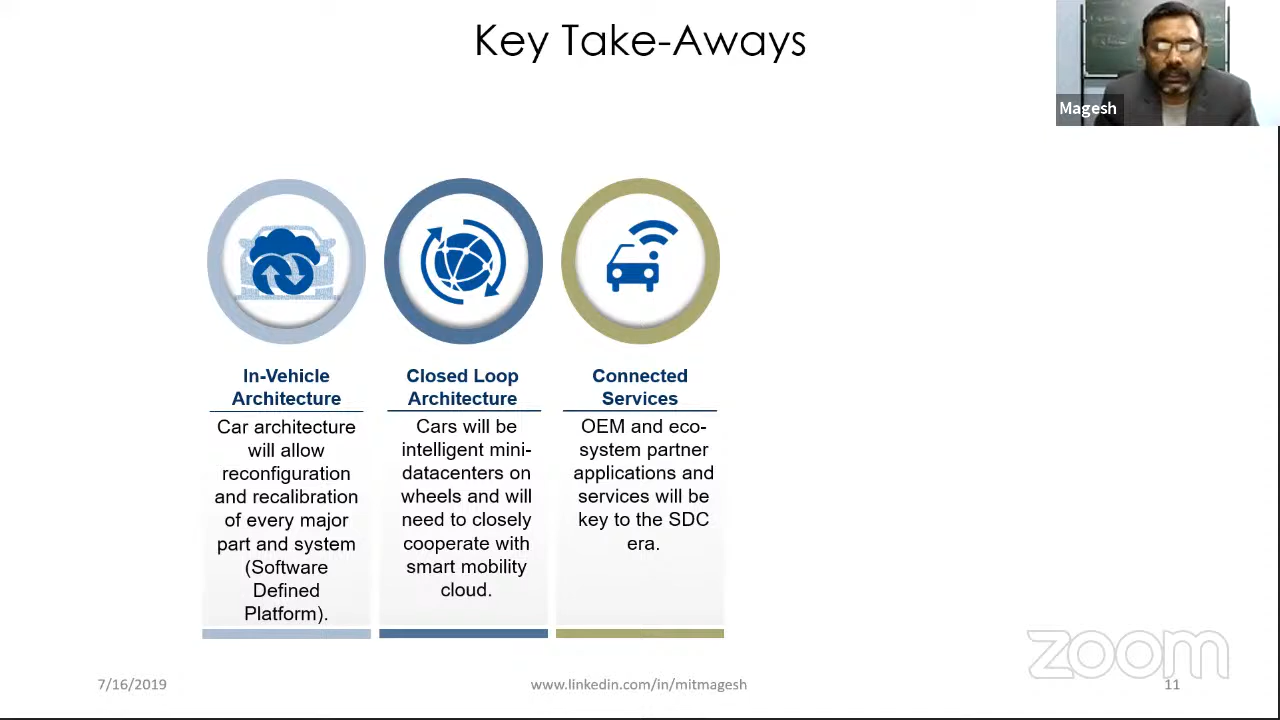 Key Take-Aways
Magesh
In-Vehicle
Architecture
Car architecture
will allow
reconfiguration
and recalibration
of every major
part and system
(Software
Defined
Platform).
Closed Loop
Architecture
Cars will be
intelligent mini-
datacenters on
wheels and will
need to closely
cooperate with
smart mobility
cloud.
Connected
Services
OEM and eco-
system partner
applications and
services will be
key to the SDC
era.
zoom
7/16/2019
www.linkedin.com/in/mitmagesh
11